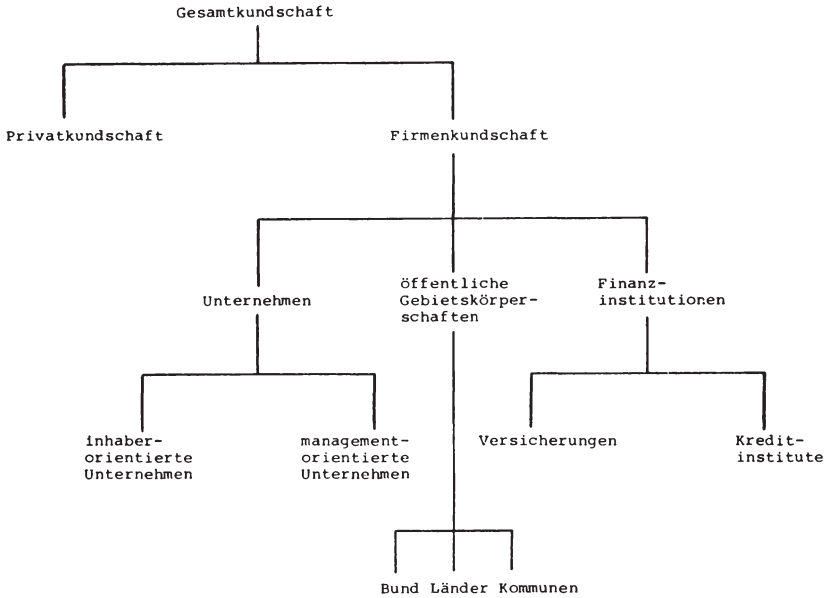 Gesamtkundschaft
Privatkundschaft
Firmenkundschaft
Unternehmen
öffentliche
Gebietskörper-
schaften
Finanz-
institutionen
inhaber-
orientierte
Unternehmen
management-
orientierte
Unternehmen
Versicherungen
Kredit-
institute
Bund Länder Kommunen